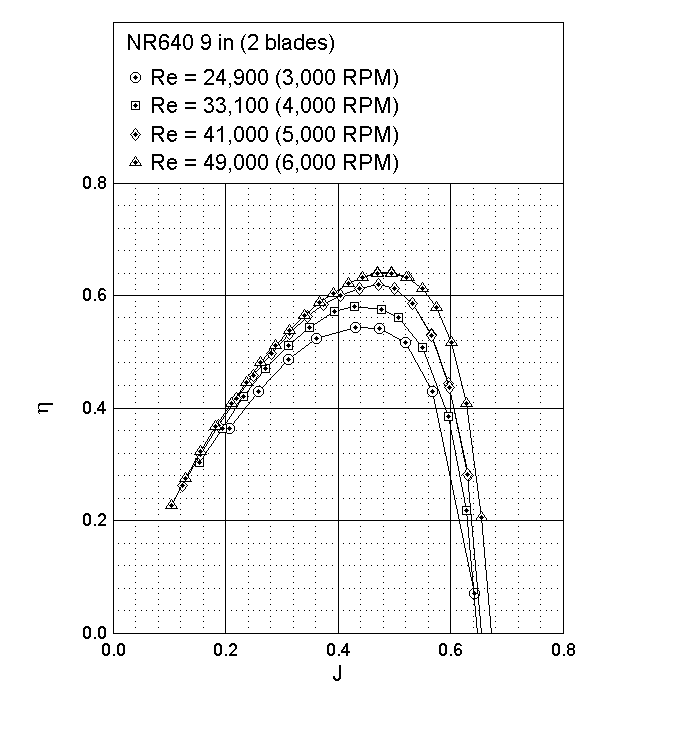 NR640 9 in (2 blades)
Re = 24,900 (3,000 RPM)
Re = 33,100 (4,000 RPM)
Re = 41,000 (5,000 RPM)
Re = 49,000 (6,000 RPM)
0.8
0.6
0.4
0.2
0.0
η
0.0 0.2 0.4 0.6 0.8
J